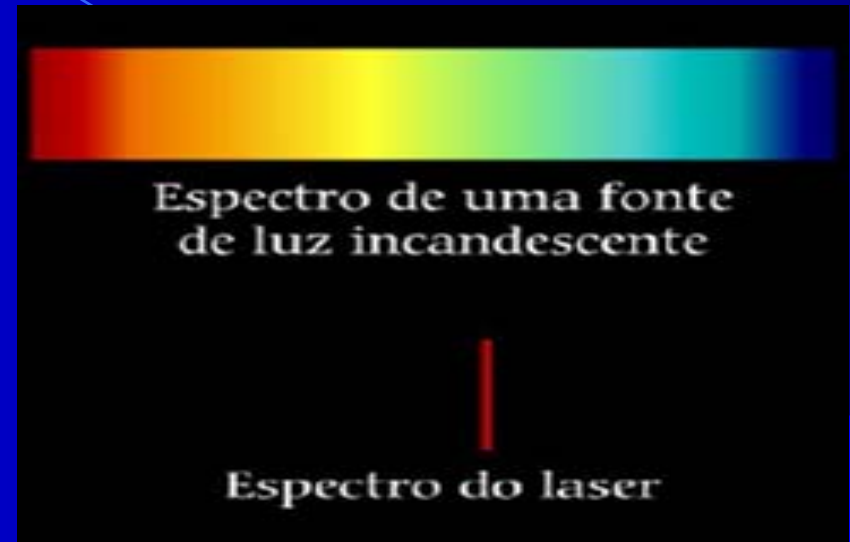 Espectro de uma fonte
de luz incandescente
Espectro do laser